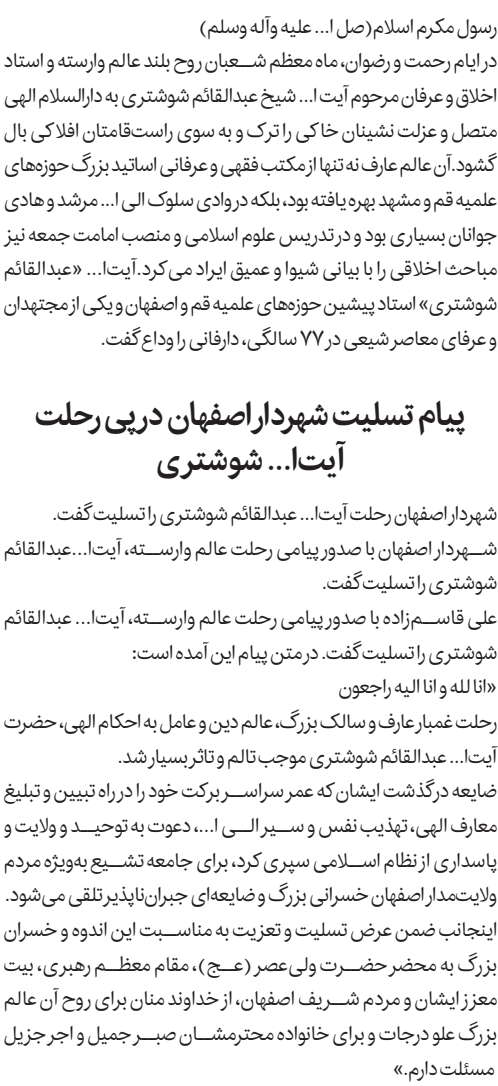 رسول مکرم اسلام(صل ا... علیه وآله وسلم)
در ایام رحمت و رضوان، ماه معظم شعبان روح بلند عالم وارسته و استاد
اخلاق و عرفان مرحوم آیت ا... شیخ عبدالقائم شوشتری به دارالسلام الهی
متصل و عزلت نشینان خاکی را ترک و به سوی راست‌قامتان افلاکی بال
گشود.آن عالم عارف نه تنها از مکتب فقهی و عرفانی اساتید بزرگ حوزه‌های
علمیه قم و مشهد بهره یافته بود، بلکه در وادی سلوک الی ا... مرشد و هادی
جوانان بسیاری بود و در تدریس علوم اسلامی و منصب امامت جمعه نیز
مباحث اخلاقی را با بیانی شیوا و عمیق ایراد می‌کرد.آیت‌ا... «عبدالقائم
شوشتری» استاد پیشین حوزه‌های علمیه قم و اصفهان و یکی از مجتهدان
و عرفای معاصر شیعی در ۷۷ سالگی، دارفانی را وداع گفت.
پیام تسلیت شهردار اصفهان در پی رحلت
آیت‌ا... شوشتری
شهردار اصفهان رحلت آیت‌ا... عبدالقائم شوشتری را تسلیت گفت.
شهردار اصفهان با صدور پیامی رحلت عالم وارسته، آیت‌ا...عبدالقائم
شوشتری را تسلیت گفت.
علی قاسم‌زاده با صدور پیامی رحلت عالم وارسته، آیت‌ا... عبدالقائم
شوشتری را تسلیت گفت. در متن پیام این آمده است:
«انا لله و انا الیه راجعون
رحلت غمبار عارف و سالک بزرگ، عالم دین و عامل به احکام الهی، حضرت
آیت‌ا... عبدالقائم شوشتری موجب تالم و تاثر بسیار شد.
ضایعه درگذشت ایشان که عمر سراسر برکت خود را در راه تبیین و تبلیغ
معارف الهی، تهذیب نفس و سیر الی ا...، دعوت به توحید و ولایت و
پاسداری از نظام اسلامی سپری کرد، برای جامعه تشیع به‌ویژه مردم
ولایت‌مدار اصفهان خسرانی بزرگ و ضایعه‌ای جبران‌ناپذیر تلقی می‌شود.
اینجانب ضمن عرض تسلیت و تعزیت به مناسبت این اندوه و خسران
بزرگ به محضر حضرت ولی‌عصر (عج)، مقام معظم رهبری، بیت
معزز ایشان و مردم شریف اصفهان، از خداوند منان برای روح آن عالم
بزرگ علو درجات و برای خانواده محترمشان صبر جمیل و اجر جزیل
مسئلت دارم.»